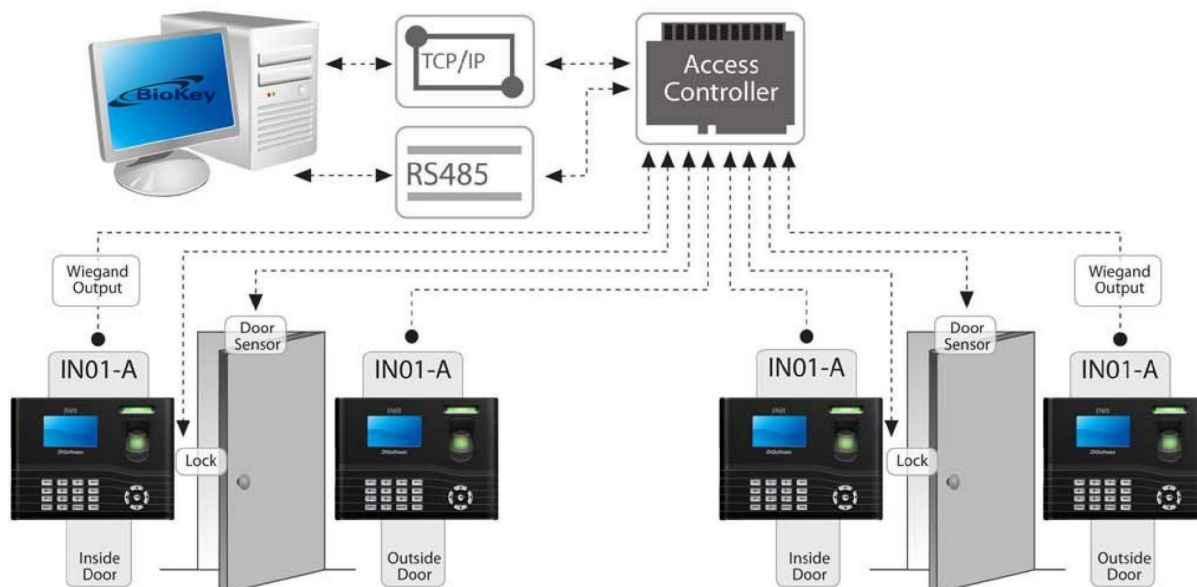 BioKey
TCP/IP
Access
Controller
RS485
Wiegand
Output
Door
Sensor
Door
Sensor
Wiegand
Output
IN01-A
IN01-A
IN01-A
IN01-A
Lock
Lock
Inside
Door
Outside
Door
Inside
Door
Outside
Door